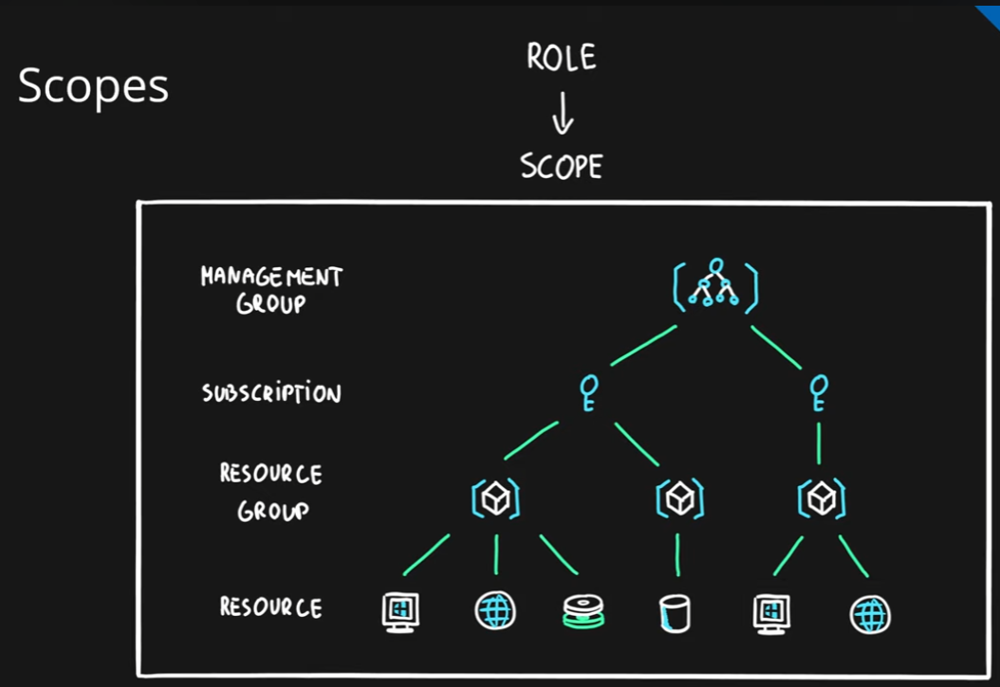 Scopes
ROLE
SCOPE
MANAGEMENT
GROUP
SUBSCRIPTION
RESOURCE
GROUP
RESOURCE